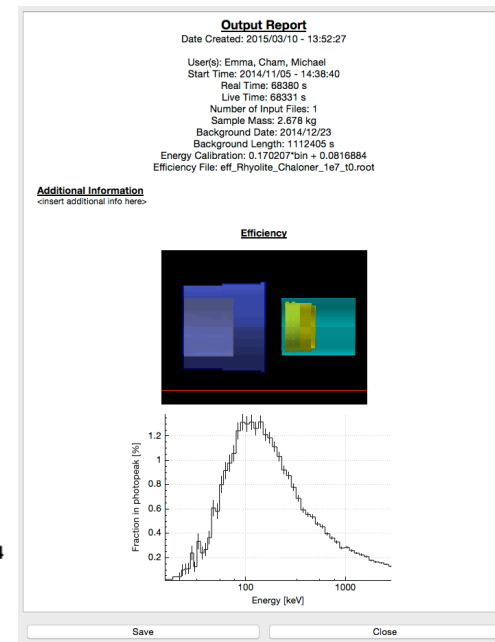 Output Report
Date Created: 2015/03/10 - 13:52:27
User(s): Emma, Cham, Michael
Start Time: 2014/11/05 - 14:38:40
Real Time: 68380 s
Live Time: 68331 s
Number of Input Files: 1
Sample Mass: 2.678 kg
Background Date: 2014/12/23
Background Length: 1112405 s
Energy Calibration: 0.170207*bin + 0.0816884
Efficiency File: eff_Rhyolite_Chaloner_1e7_t0.root
Additional Information
<insert additional info here>
Efficiency
Fraction in photopeak [%]
1.2
1
0.8
0.6
0.4
0.2
100
1000
Energy [keV]
4
Save
Close